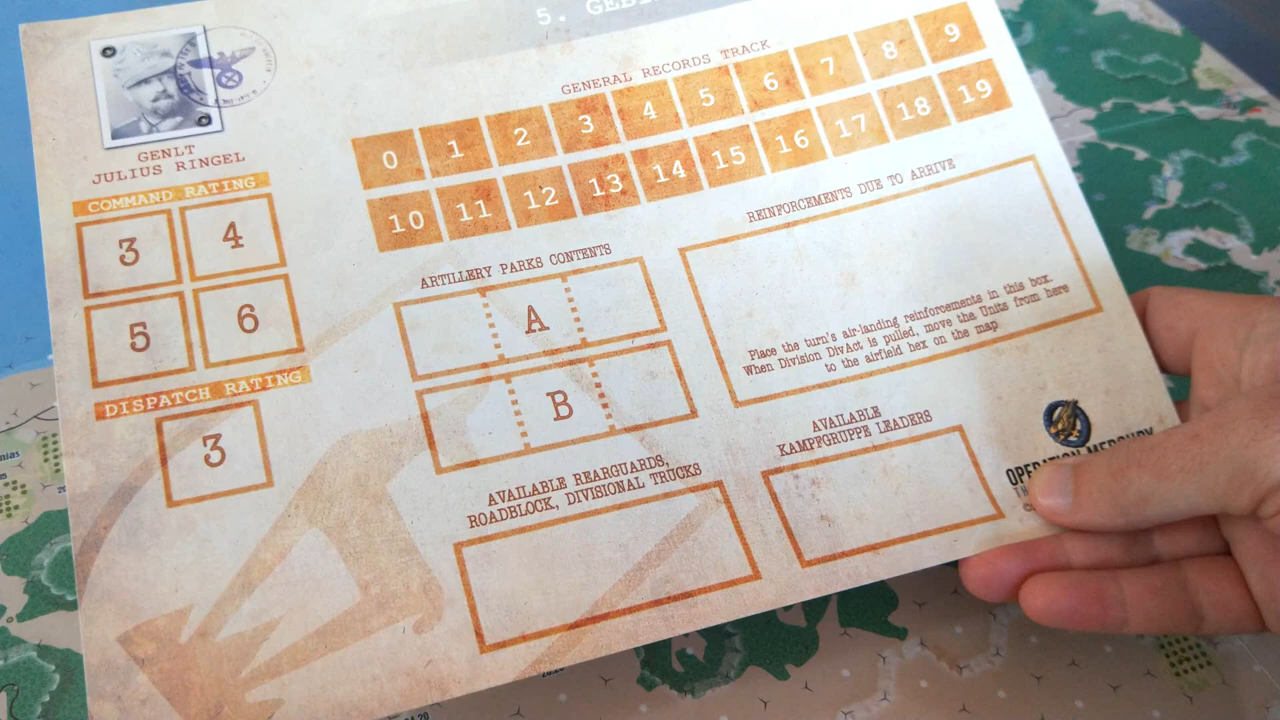 5. GEBI
GENLT
JULIUS RINGEL
COMMAND RATING
3 4
5 6
DISPATCH RATING
3
GENERAL RECORDS TRACK
0 1 2 3 4 5 6 7 8 9
10 11 12 13 14 15 16 17 18 19
ARTILLERY PARKS CONTENTS
A
B
REINFORCEMENTS DUE TO ARRIVE
Place the turn's air-landing reinforcements in this box.
When Division DivAct is pulled, move the Units from here
to the airfield hex on the map
AVAILABLE REARGUARDS,
ROADBLOCK, DIVISIONAL TRUCKS
AVAILABLE
KAMPFGRUPPE LEADERS
OPERATION MERCURY